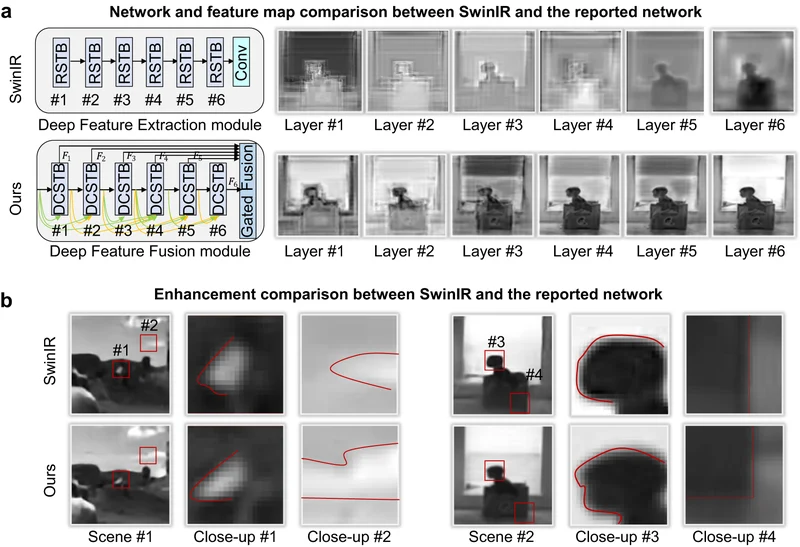 a
Network and feature map comparison between SwinIR and the reported network
SwinIR
RSTB RSTB RSTB RSTB RSTB RSTB Conv
#1 #2 #3 #4 #5 #6
Deep Feature Extraction module
Layer #1 Layer #2 Layer #3 Layer #4 Layer #5 Layer #6
Ours
F1 F2 F3 F4 F5 F6
DCSTB DCSTB DCSTB DCSTB DCSTB DCSTB Gated Fusion
#1 #2 #3 #4 #5 #6
Deep Feature Fusion module
Layer #1 Layer #2 Layer #3 Layer #4 Layer #5 Layer #6
b
Enhancement comparison between SwinIR and the reported network
SwinIR
#1 #2
#3 #4
Ours
Scene #1 Close-up #1 Close-up #2 Scene #2 Close-up #3 Close-up #4